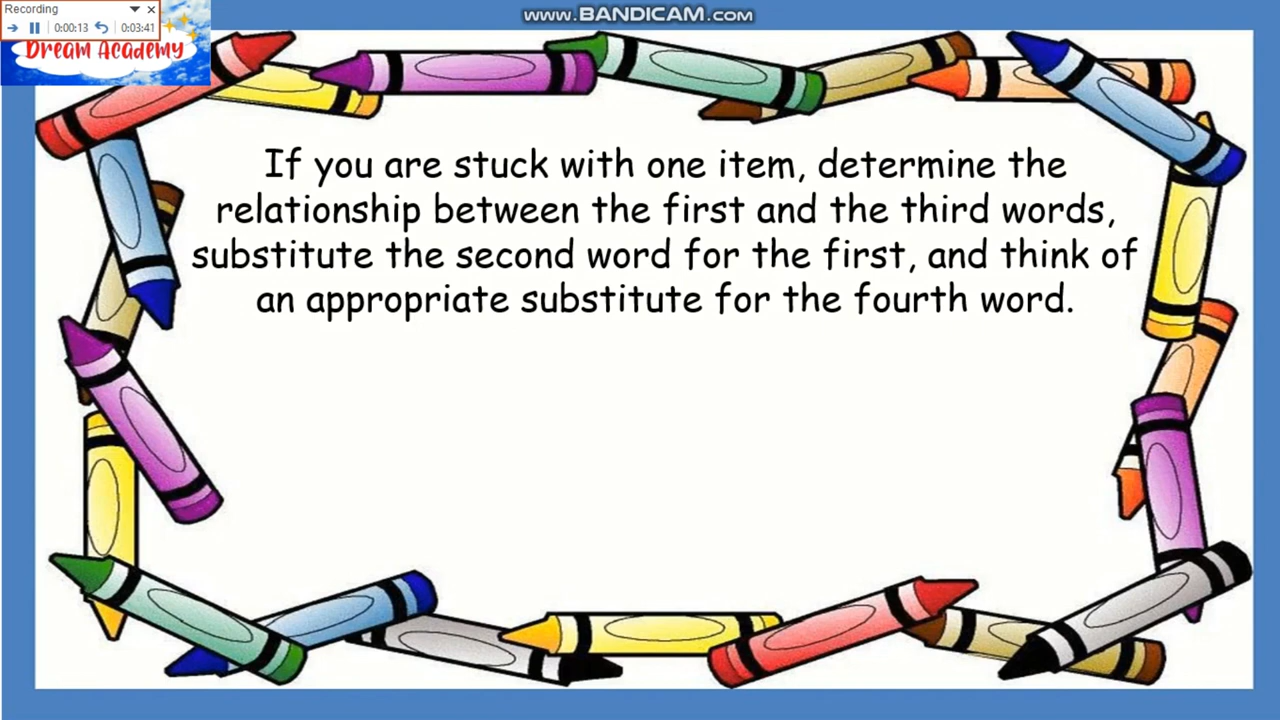 www.BANDICAM.com
Recording
0:00:13
0:03:41
Dream Academy
If you are stuck with one item, determine the
relationship between the first and the third words,
substitute the second word for the first, and think of
an appropriate substitute for the fourth word.